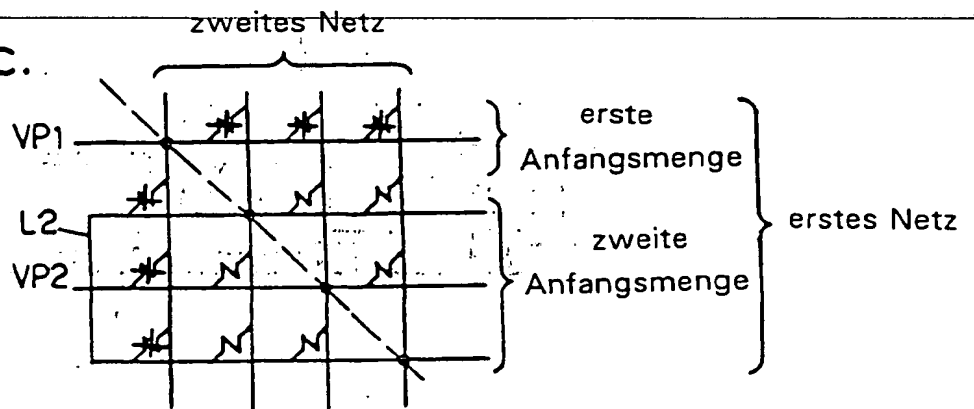 zweites Netz
C.
VP1
erste
Anfangsmenge
L2
zweite
VP2
Anfangsmenge
erstes Netz